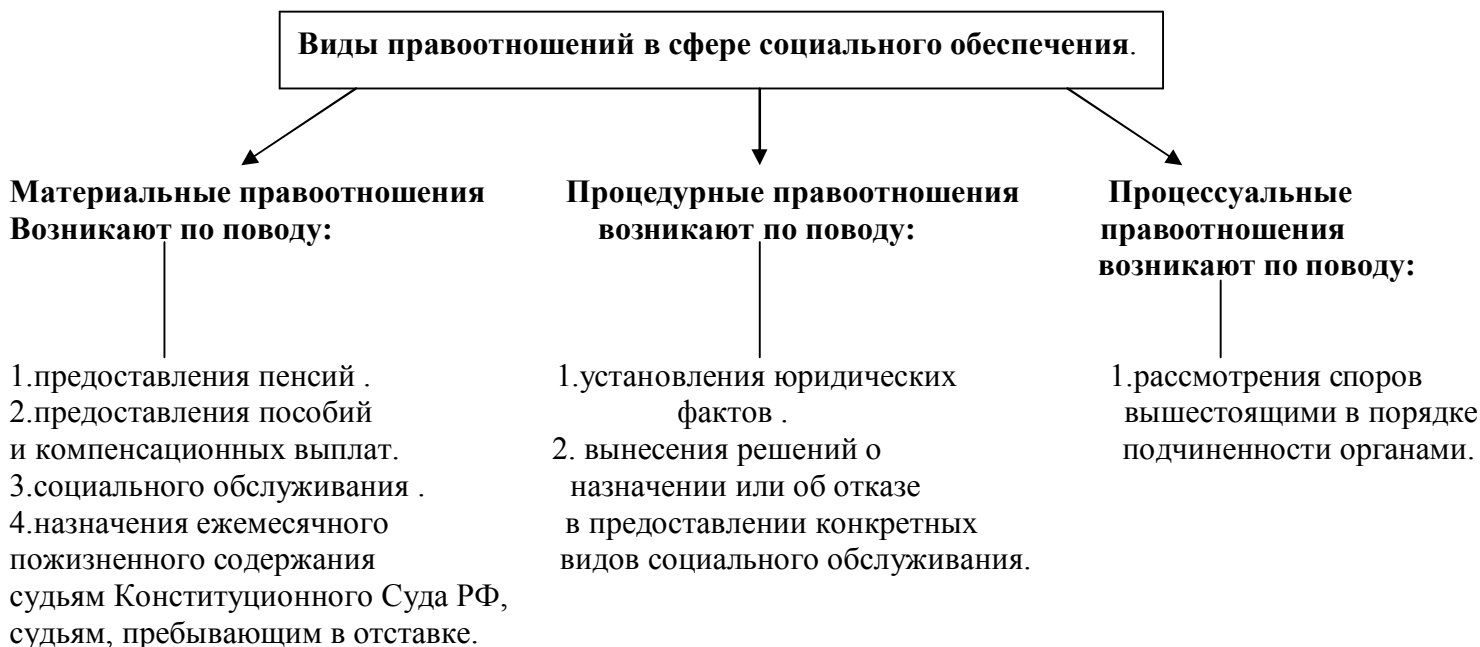 Виды правоотношений в сфере социального обеспечения.
Материальные правоотношения
Возникают по поводу:
1.предоставления пенсий .
2.предоставления пособий
и компенсационных выплат.
3.социального обслуживания .
4.назначения ежемесячного
пожизненного содержания
судьям Конституционного Суда РФ,
судьям, пребывающим в отставке.
Процедурные правоотношения
возникают по поводу:
1.установления юридических
фактов .
2. вынесения решений о
назначении или об отказе
в предоставлении конкретных
видов социального обслуживания.
Процессуальные
правоотношения
возникают по поводу:
1.рассмотрения споров
вышестоящими в порядке
подчиненности органами.